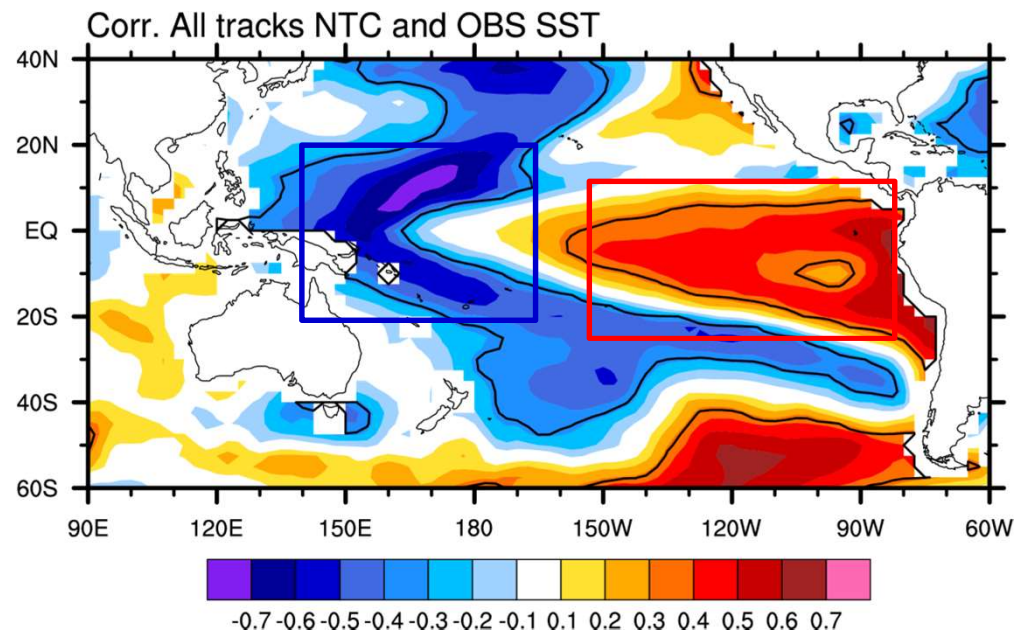 Corr. All tracks NTC and OBS SST
40N
20N
EQ
20S
40S
60S
90E 120E 150E 180 150W 120W 90W 60W
-0.7 -0.6 -0.5 -0.4 -0.3 -0.2 -0.1 0.1 0.2 0.3 0.4 0.5 0.6 0.7